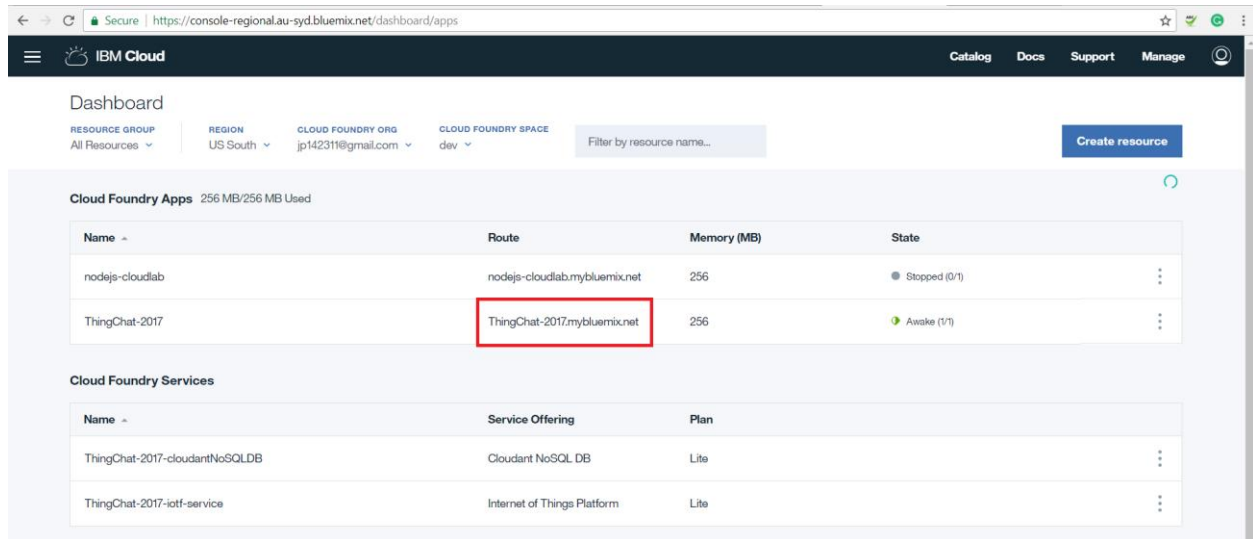 Secure | https://console-regional.au-syd.bluemix.net/dashboard/apps
IBM Cloud Catalog Docs Support Manage
Dashboard
RESOURCE GROUP REGION CLOUD FOUNDRY ORG CLOUD FOUNDRY SPACE
All Resources US South jp142311@gmail.com dev Filter by resource name... Create resource
Cloud Foundry Apps 256 MB/256 MB Used
Name Route Memory (MB) State
nodejs-cloudlab nodejs-cloudlab.mybluemix.net 256 Stopped (0/1)
ThingChat-2017 ThingChat-2017.mybluemix.net 256 Awake (1/1)
Cloud Foundry Services
Name Service Offering Plan
ThingChat-2017-cloudantNoSQLDB Cloudant NoSQL DB Lite
ThingChat-2017-iotf-service Internet of Things Platform Lite